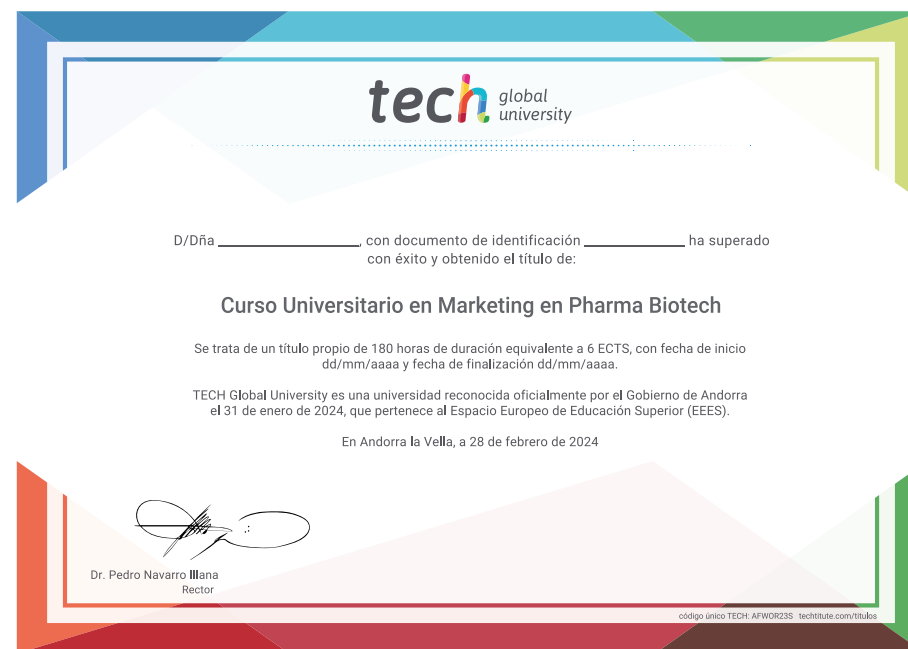 tech global university
D/Dña ____________________, con documento de identificación ______________ ha superado
con éxito y obtenido el título de:
Curso Universitario en Marketing en Pharma Biotech
Se trata de un título propio de 180 horas de duración equivalente a 6 ECTS, con fecha de inicio
dd/mm/aaaa y fecha de finalización dd/mm/aaaa.
TECH Global University es una universidad reconocida oficialmente por el Gobierno de Andorra
el 31 de enero de 2024, que pertenece al Espacio Europeo de Educación Superior (EEES).
En Andorra la Vella, a 28 de febrero de 2024
Dr. Pedro Navarro Illana
Rector
código único TECH: AFWOR23S techtitute.com/titulos